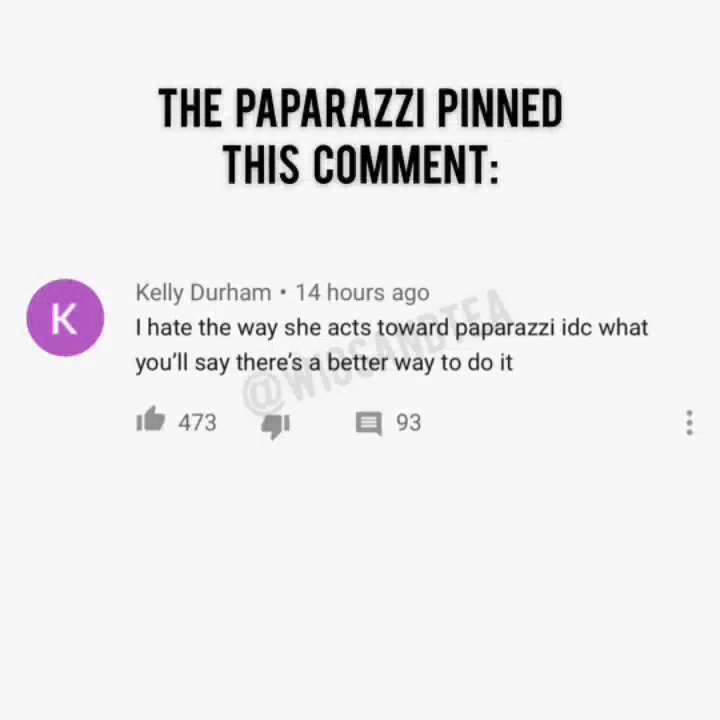 THE PAPARAZZI PINNED
THIS COMMENT:
K
Kelly Durham • 14 hours ago
I hate the way she acts toward paparazzi idc what
you'll say there's a better way to do it
@WIGSANDTEA
473
93